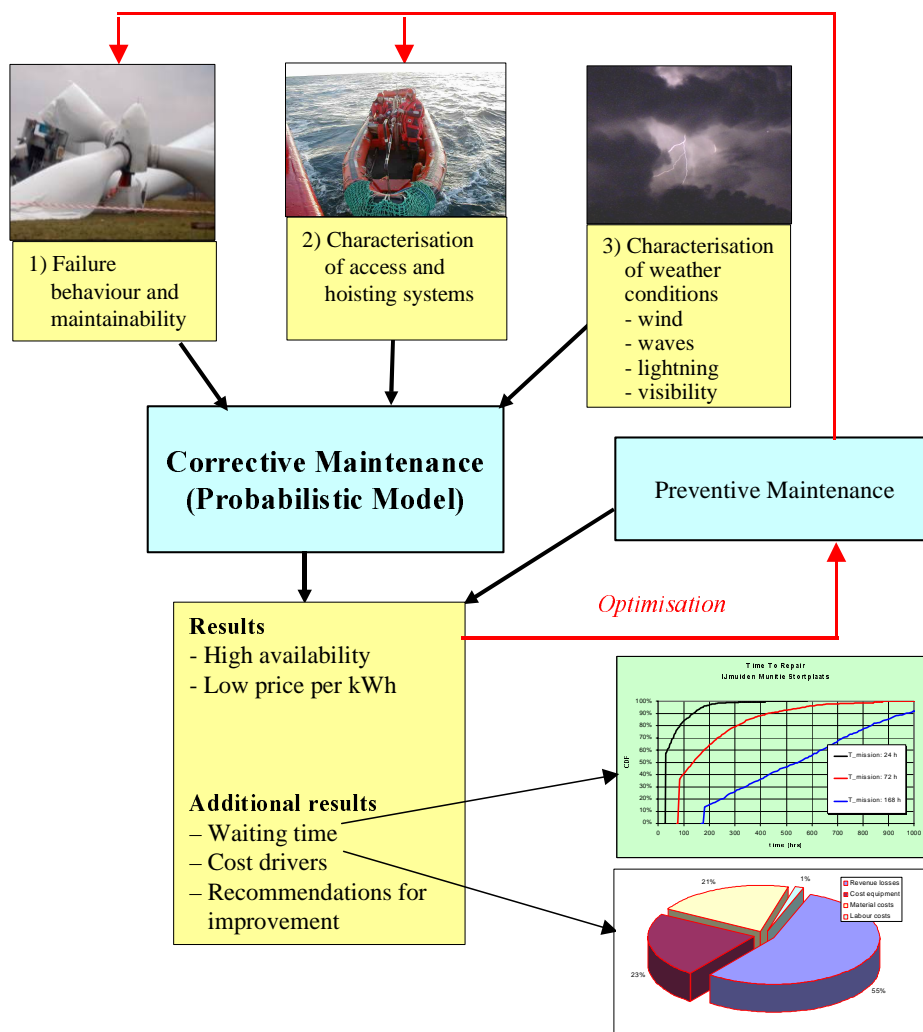 1) Failure
behaviour and
maintainability
2) Characterisation
of access and
hoisting systems
3) Characterisation
of weather
conditions
- wind
- waves
- lightning
- visibility
Corrective Maintenance
(Probabilistic Model)
Preventive Maintenance
Optimisation
Results
- High availability
- Low price per kWh
Additional results
– Waiting time
– Cost drivers
– Recommendations for
improvement
Time To Repair
IJmuiden Munitie Stortplaats
100%
90%
80%
70%
60%
50%
40%
30%
20%
10%
0%
CDF
T_mission: 24 h
T_mission: 72 h
T_mission: 168 h
0 100 200 300 400 500 600 700 800 900 1000
time [hrs]
21%
1%
Revenue losses
Cost equipment
Material costs
Labour costs
23%
55%